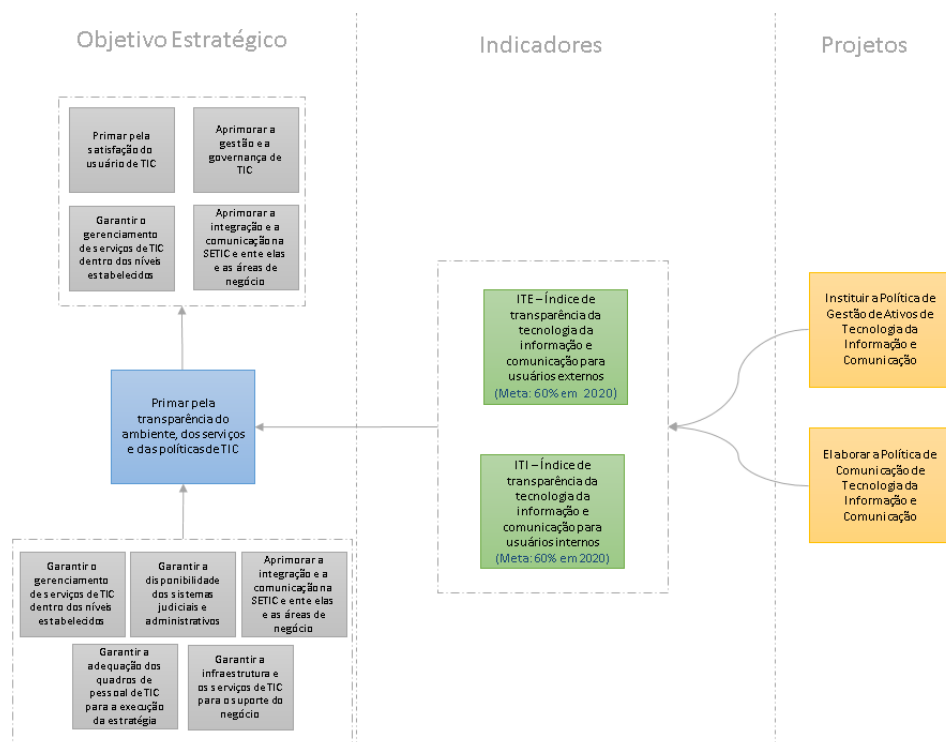 Objetivo Estratégico
Indicadores
Projetos
Primar pela
satisfação do
usuário de TIC
Aprimorar a
gestão e a
governança de
TIC
Garantir o
gerenciamento
de serviços de TIC
dentro dos níveis
estabelecidos
Aprimorar a
integração e a
comunicação na
SETIC e ente elas
e as áreas de
negócio
Primar pela
transparência do
ambiente, dos serviços
e das políticas de TIC
Garantir o
gerenciamento
de serviços de TIC
dentro dos níveis
estabelecidos
Garantir a
disponibilidade
dos sistemas
judiciais e
administrativos
Aprimorar a
integração e a
comunicação na
SETIC e ente elas
e as áreas de
negócio
Garantir a
adequação dos
quadros de
pessoal de TIC
para a execução
da estratégia
Garantir a
infraestrutura e
os serviços de TIC
para o suporte do
negócio
ITE – Índice de
transparência da
tecnologia da
informação e
comunicação para
usuários externos
(Meta: 60% em 2020)
ITI – Índice de
transparência da
tecnologia da
informação e
comunicação para
usuários internos
(Meta: 60% em 2020)
Instituir a Política de
Gestão de Ativos de
Tecnologia da
Informação e
Comunicação
Elaborar a Política de
Comunicação de
Tecnologia da
Informação e
Comunicação